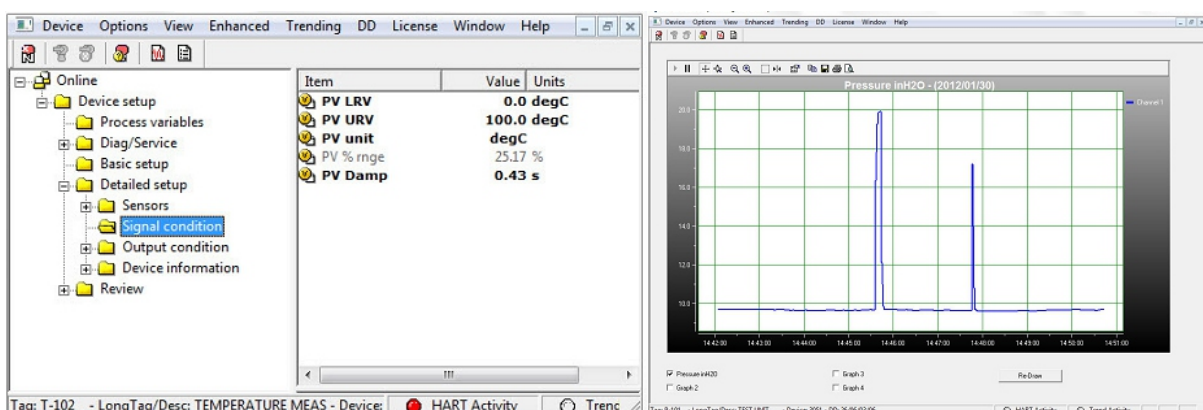 Device Options View Enhanced Trending DD License Window Help
Online
Device setup
Process variables
Diag/Service
Basic setup
Detailed setup
Sensors
Signal condition
Output condition
Device information
Review
Item Value Units
PV LRV 0.0 degC
PV URV 100.0 degC
PV unit degC
PV % rnge 25.17 %
PV Damp 0.43 s
Tag: T-102 - LongTag/Desc: TEMPERATURE MEAS - Device: HART Activity Trenc
Device Options View Enhanced Trending DD License Window Help
Pressure inH2O - (2012/01/30)
Channel 1
20.0
18.0
16.0
14.0
12.0
10.0
14:42:00 14:43:00 14:44:00 14:45:00 14:46:00 14:47:00 14:48:00 14:49:00 14:50:00 14:51:00
Pressure inH2O Graph 3 Re-Draw
Graph 2 Graph 4
HART Activity Trend Activity